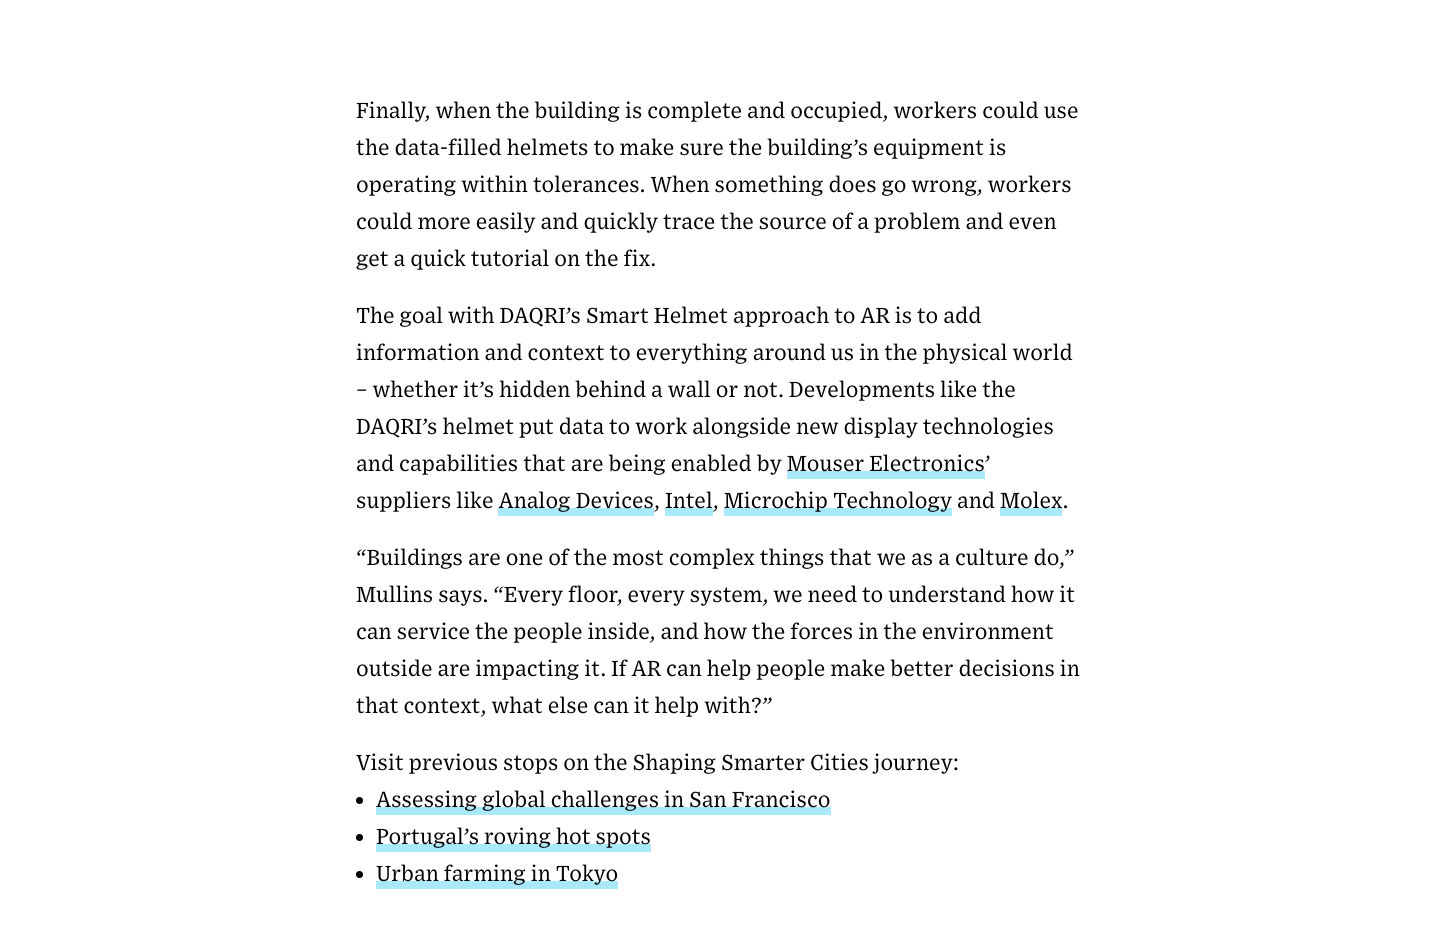 Finally, when the building is complete and occupied, workers could use
the data-filled helmets to make sure the building’s equipment is
operating within tolerances. When something does go wrong, workers
could more easily and quickly trace the source of a problem and even
get a quick tutorial on the fix.
The goal with DAQRI’s Smart Helmet approach to AR is to add
information and context to everything around us in the physical world
– whether it’s hidden behind a wall or not. Developments like the
DAQRI’s helmet put data to work alongside new display technologies
and capabilities that are being enabled by Mouser Electronics’
suppliers like Analog Devices, Intel, Microchip Technology and Molex.
“Buildings are one of the most complex things that we as a culture do,”
Mullins says. “Every floor, every system, we need to understand how it
can service the people inside, and how the forces in the environment
outside are impacting it. If AR can help people make better decisions in
that context, what else can it help with?”
Visit previous stops on the Shaping Smarter Cities journey:
• Assessing global challenges in San Francisco
• Portugal’s roving hot spots
• Urban farming in Tokyo